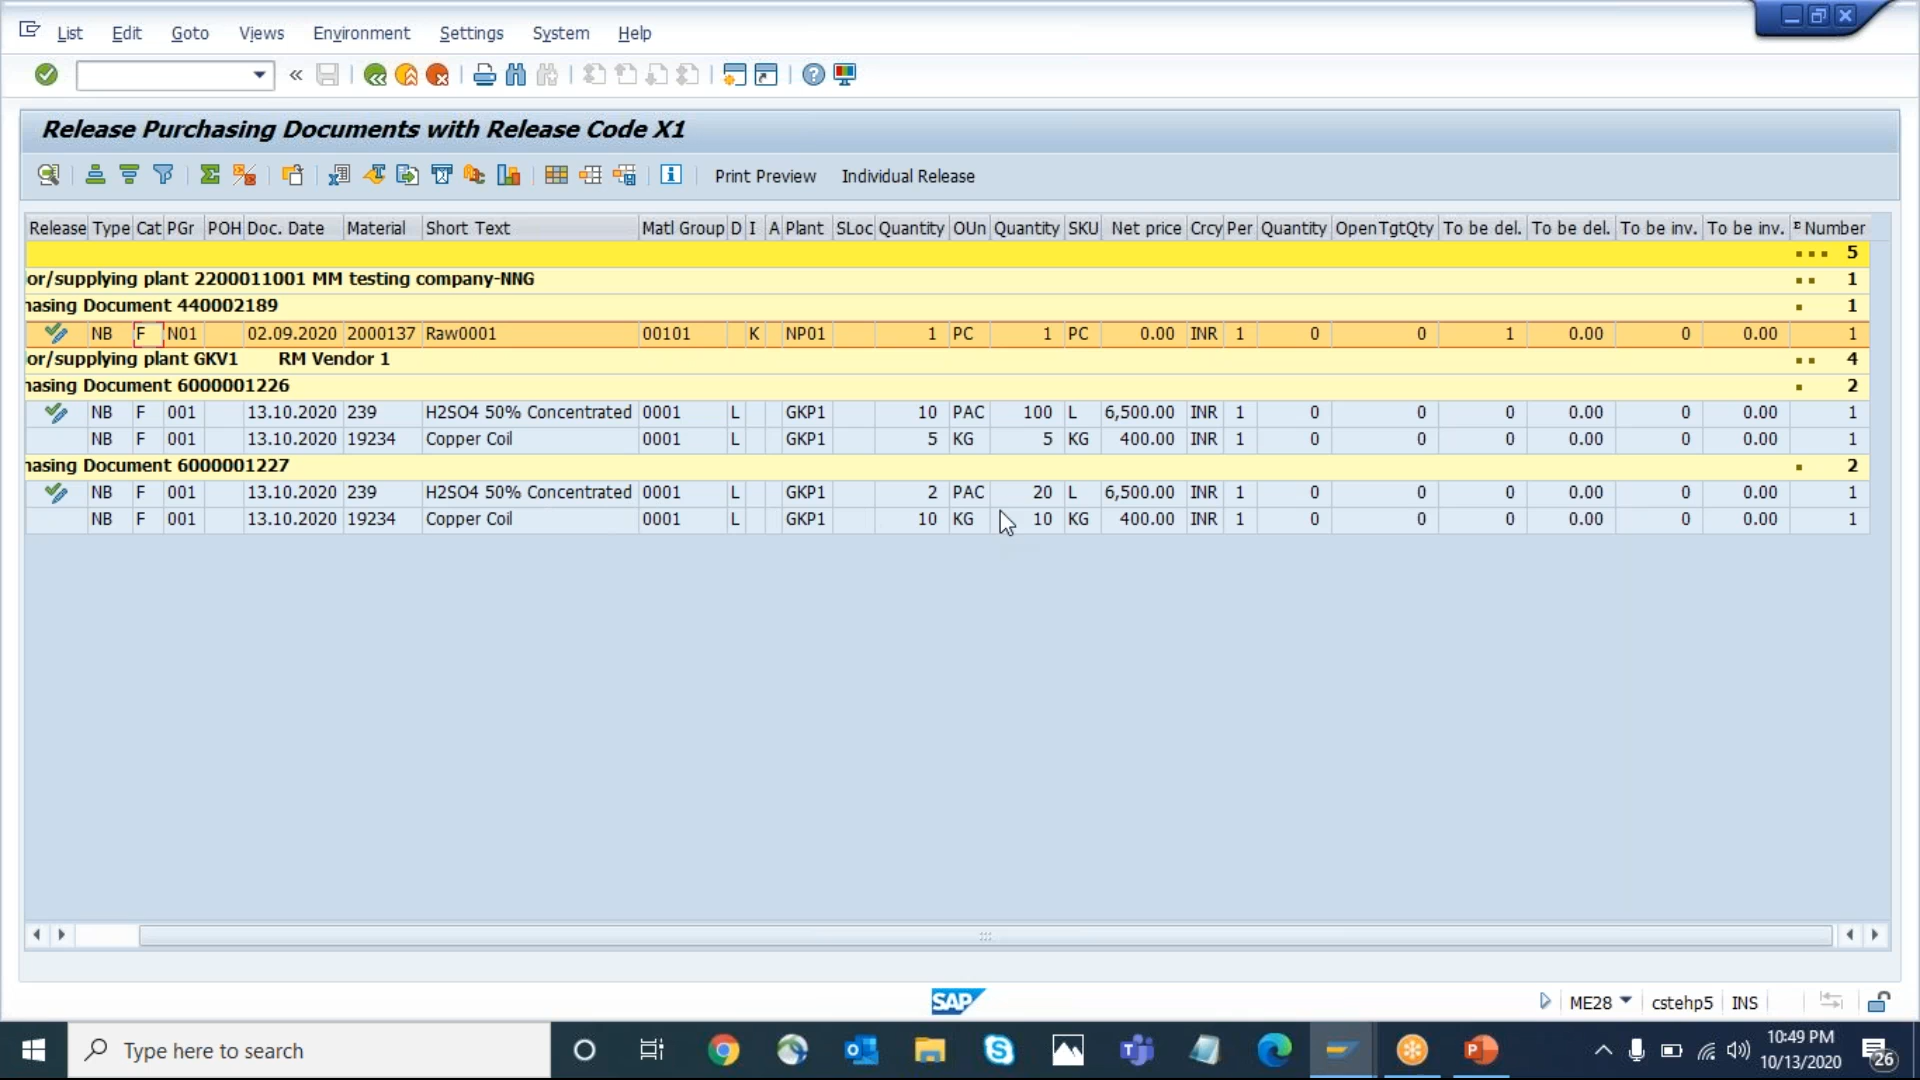 List Edit Goto Views Environment Settings System Help
Release Purchasing Documents with Release Code X1
Print Preview Individual Release
Release Type Cat PGr POH Doc. Date Material Short Text Matl Group D I A Plant SLoc Quantity OUn Quantity SKU Net price Crcy Per Quantity OpenTgtQty To be del. To be del. To be inv. To be inv. Number
5
or/supplying plant 2200011001 MM testing company-NNG 1
hasing Document 440002189 1
NB F N01 02.09.2020 2000137 Raw0001 00101 K NP01 1 PC 1 PC 0.00 INR 1 0 0 1 0.00 0 0.00 1
or/supplying plant GKV1 RM Vendor 1 4
hasing Document 6000001226 2
NB F 001 13.10.2020 239 H2SO4 50% Concentrated 0001 L GKP1 10 PAC 100 L 6,500.00 INR 1 0 0 0 0.00 0 0.00 1
NB F 001 13.10.2020 19234 Copper Coil 0001 L GKP1 5 KG 5 KG 400.00 INR 1 0 0 0 0.00 0 0.00 1
hasing Document 6000001227 2
NB F 001 13.10.2020 239 H2SO4 50% Concentrated 0001 L GKP1 2 PAC 20 L 6,500.00 INR 1 0 0 0 0.00 0 0.00 1
NB F 001 13.10.2020 19234 Copper Coil 0001 L GKP1 10 KG 10 KG 400.00 INR 1 0 0 0 0.00 0 0.00 1
SAP ME28 cstehp5 INS
Type here to search
10:49 PM
10/13/2020
26